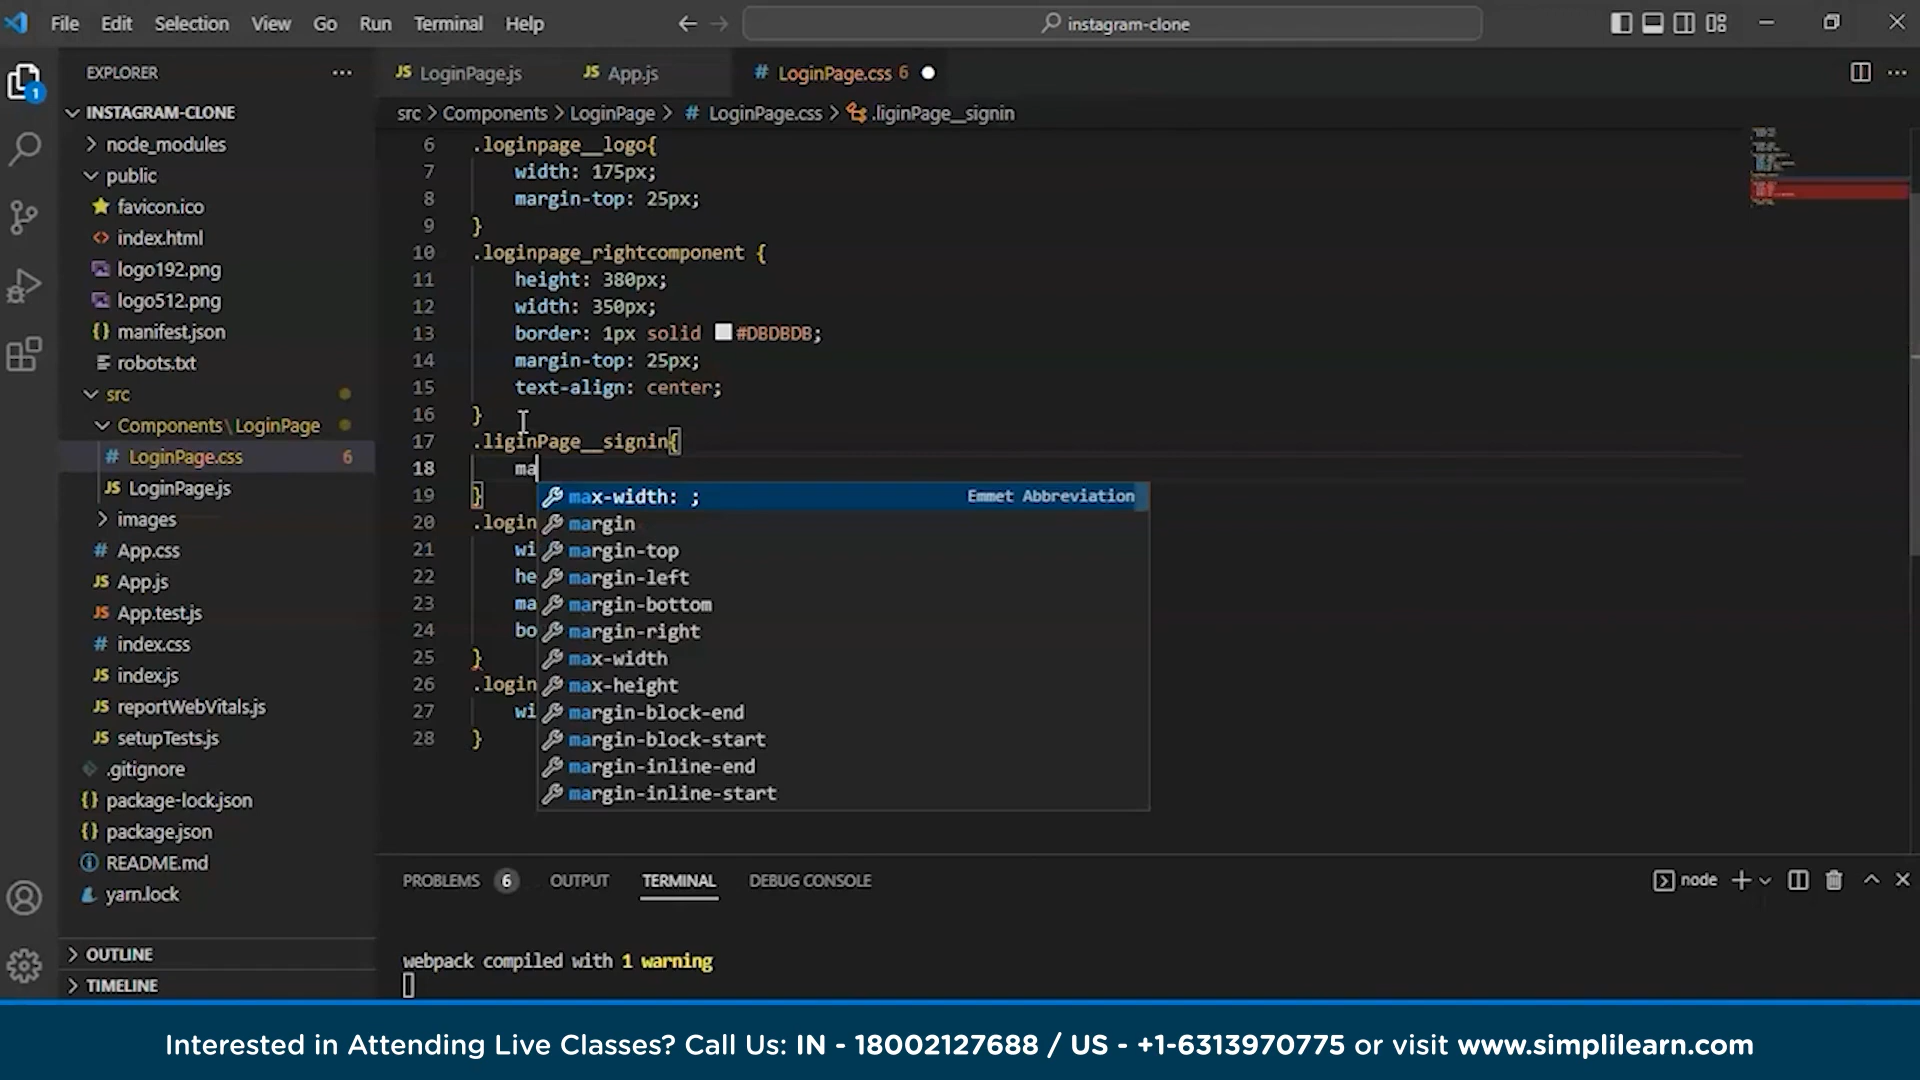 File Edit Selection View Go Run Terminal Help
instagram-clone
EXPLORER
LoginPage.js
App.js
LoginPage.css 6
src > Components > LoginPage > # LoginPage.css > .liginPage__signin
INSTAGRAM-CLONE
node_modules
public
favicon.ico
index.html
logo192.png
logo512.png
manifest.json
robots.txt
src
Components\LoginPage
LoginPage.css 6
LoginPage.js
images
App.css
App.js
App.test.js
index.css
index.js
reportWebVitals.js
setupTests.js
.gitignore
package-lock.json
package.json
README.md
yarn.lock
OUTLINE
TIMELINE
6 .loginpage__logo{
7 width: 175px;
8 margin-top: 25px;
9 }
10 .loginpage_rightcomponent {
11 height: 380px;
12 width: 350px;
13 border: 1px solid #DBDBDB;
14 margin-top: 25px;
15 text-align: center;
16 }
17 .liginPage__signin{
18 ma
19 }
20 .login
21 wi
22 he
23 ma
24 bo
25 }
26 .login
27 wi
28 }
max-width: ; Emmet Abbreviation
margin
margin-top
margin-left
margin-bottom
margin-right
max-width
max-height
margin-block-end
margin-block-start
margin-inline-end
margin-inline-start
PROBLEMS 6 OUTPUT TERMINAL DEBUG CONSOLE
node
webpack compiled with 1 warning
Interested in Attending Live Classes? Call Us: IN - 18002127688 / US - +1-6313970775 or visit www.simplilearn.com